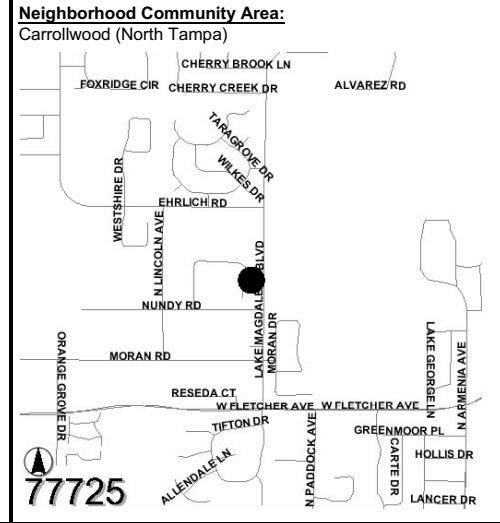 Neighborhood Community Area:
Carrollwood (North Tampa)
CHERRY BROOK LN
FOXRIDGE CIR
CHERRY CREEK DR
ALVAREZ RD
TARAGROVE DR
WILKES DR
WESTSHIRE DR
EHRLICH RD
N LINCOLN AVE
LAKE MAGDAL BLVD
NUNDY RD
MORAN DR
MORAN RD
ORANGE GROVE DR
LAKE GEORGE LN
N ARMENIA AVE
RESEDA CT
W FLETCHER AVE
W FLETCHER AVE
TIFTON DR
N PADDOCK AVE
GREENMOOR PL
CARTE DR
HOLLIS DR
ALLENDALE LN
LANCER DR
77725